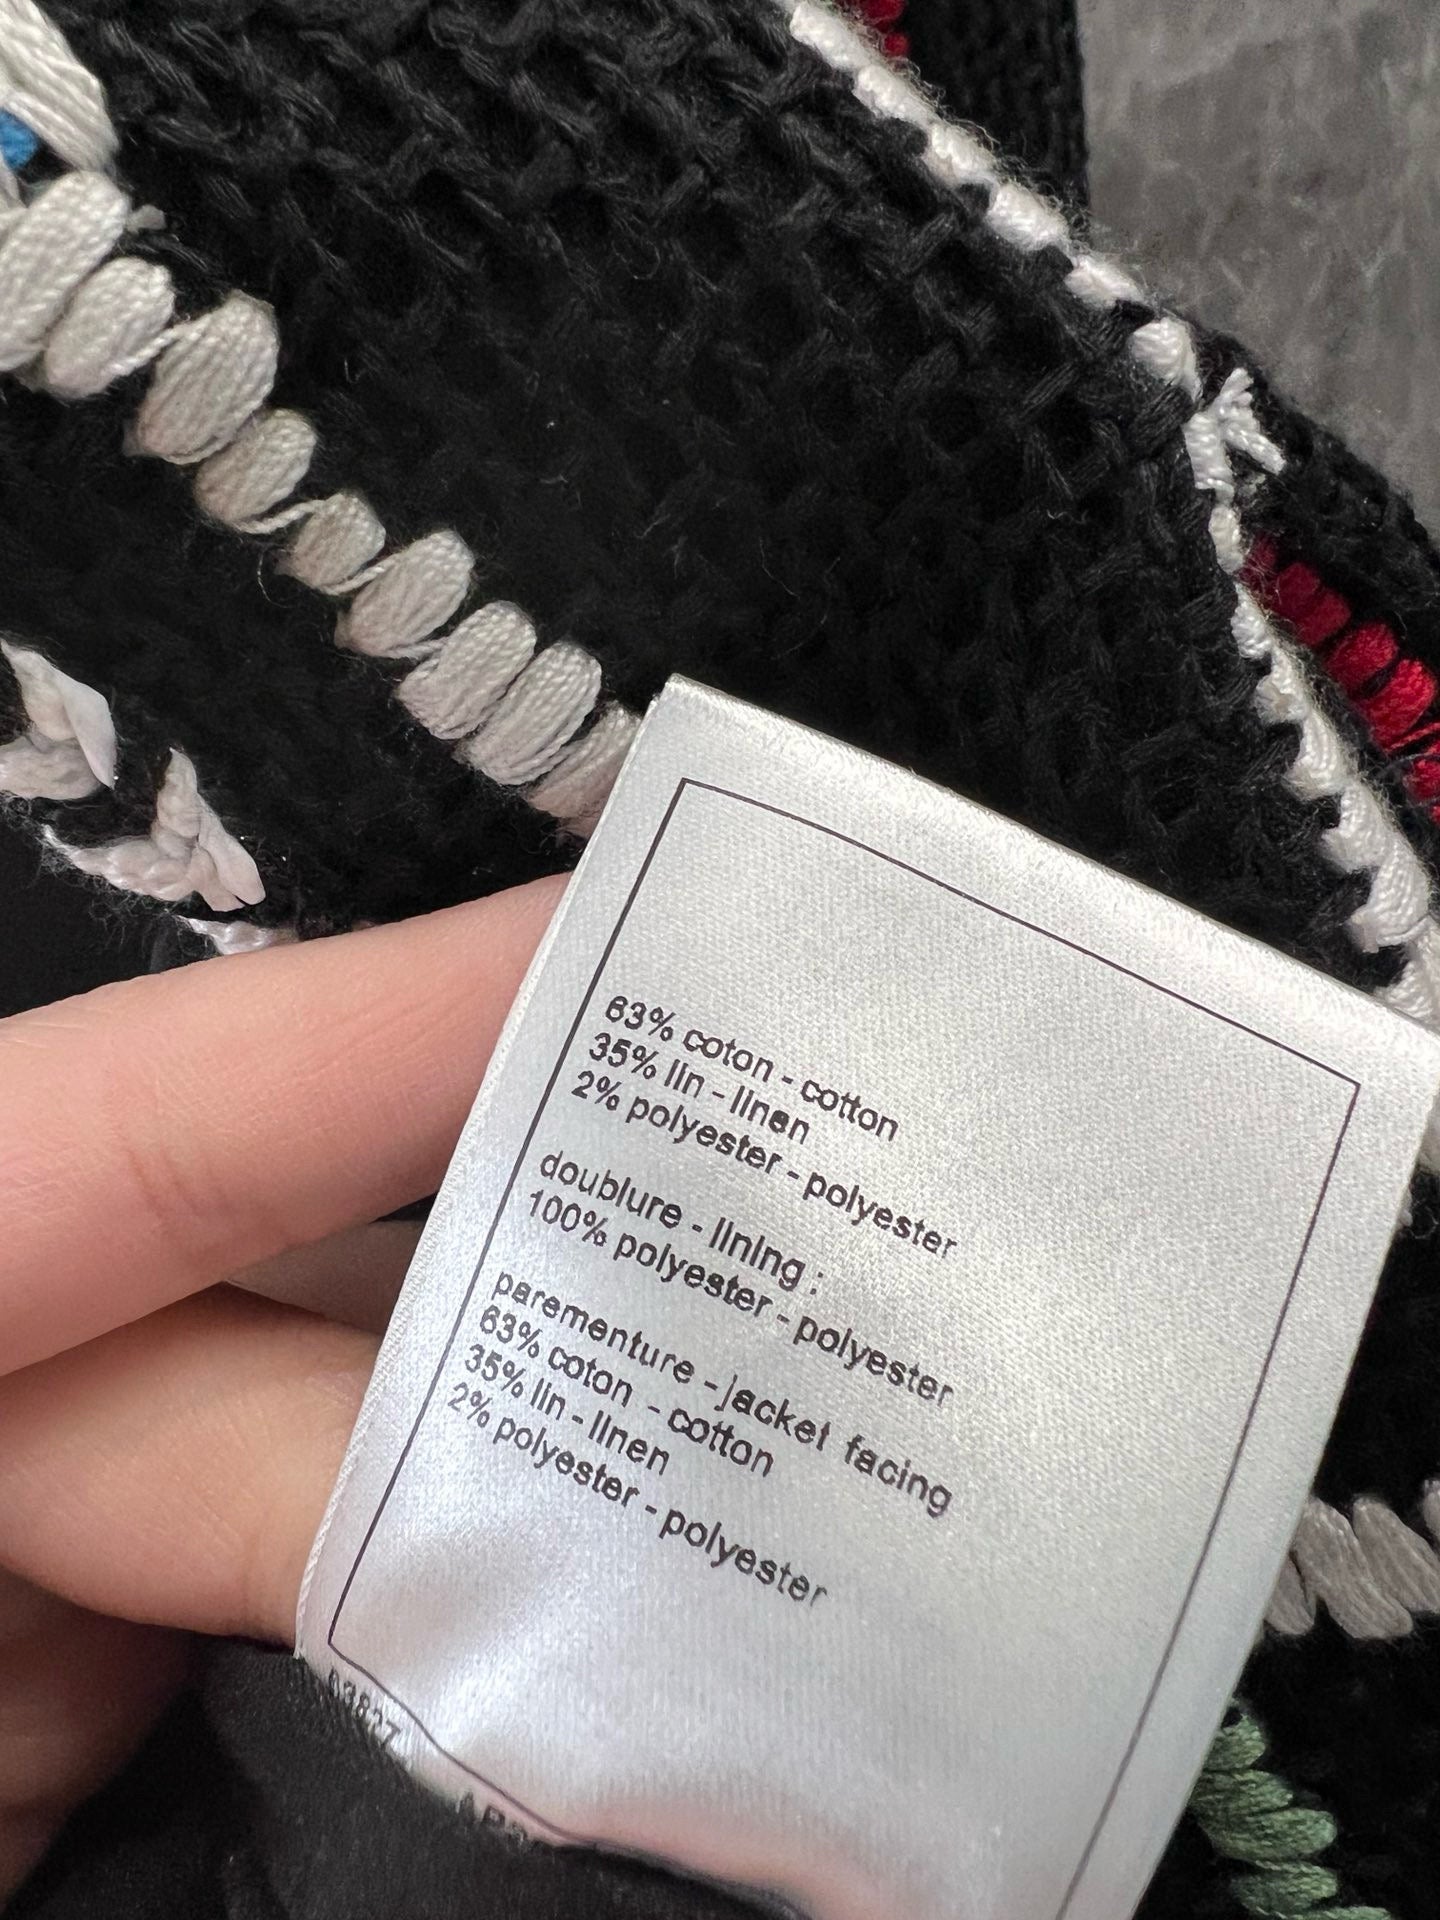 63% coton - cotton
35% lin - linen
2% polyester - polyester
doublure - lining :
100% polyester - polyester
parementure - jacket facing
63% coton - cotton
35% lin - linen
2% polyester - polyester